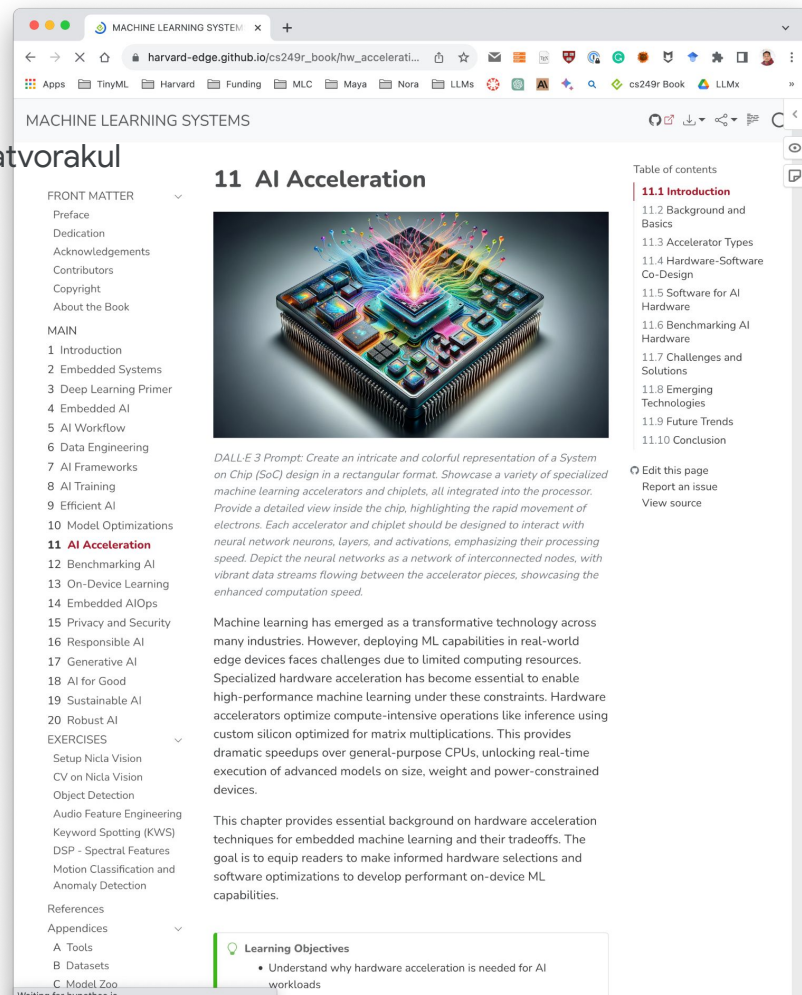 MACHINE LEARNING SYSTEM
harvard-edge.github.io/cs249r_book/hw_accelerati...
Apps TinyML Harvard Funding MLC Maya Nora LLMs cs249r Book LLMx »
MACHINE LEARNING SYSTEMS
atvorakul
FRONT MATTER
Preface
Dedication
Acknowledgements
Contributors
Copyright
About the Book
MAIN
1 Introduction
2 Embedded Systems
3 Deep Learning Primer
4 Embedded AI
5 AI Workflow
6 Data Engineering
7 AI Frameworks
8 AI Training
9 Efficient AI
10 Model Optimizations
11 AI Acceleration
12 Benchmarking AI
13 On-Device Learning
14 Embedded AIOps
15 Privacy and Security
16 Responsible AI
17 Generative AI
18 AI for Good
19 Sustainable AI
20 Robust AI
EXERCISES
Setup Nicla Vision
CV on Nicla Vision
Object Detection
Audio Feature Engineering
Keyword Spotting (KWS)
DSP - Spectral Features
Motion Classification and
Anomaly Detection
References
Appendices
A Tools
B Datasets
C Model Zoo
11 AI Acceleration
DALL·E 3 Prompt: Create an intricate and colorful representation of a System
on Chip (SoC) design in a rectangular format. Showcase a variety of specialized
machine learning accelerators and chiplets, all integrated into the processor.
Provide a detailed view inside the chip, highlighting the rapid movement of
electrons. Each accelerator and chiplet should be designed to interact with
neural network neurons, layers, and activations, emphasizing their processing
speed. Depict the neural networks as a network of interconnected nodes, with
vibrant data streams flowing between the accelerator pieces, showcasing the
enhanced computation speed.
Machine learning has emerged as a transformative technology across
many industries. However, deploying ML capabilities in real-world
edge devices faces challenges due to limited computing resources.
Specialized hardware acceleration has become essential to enable
high-performance machine learning under these constraints. Hardware
accelerators optimize compute-intensive operations like inference using
custom silicon optimized for matrix multiplications. This provides
dramatic speedups over general-purpose CPUs, unlocking real-time
execution of advanced models on size, weight and power-constrained
devices.
This chapter provides essential background on hardware acceleration
techniques for embedded machine learning and their tradeoffs. The
goal is to equip readers to make informed hardware selections and
software optimizations to develop performant on-device ML
capabilities.
Learning Objectives
• Understand why hardware acceleration is needed for AI
workloads
Table of contents
11.1 Introduction
11.2 Background and
Basics
11.3 Accelerator Types
11.4 Hardware-Software
Co-Design
11.5 Software for AI
Hardware
11.6 Benchmarking AI
Hardware
11.7 Challenges and
Solutions
11.8 Emerging
Technologies
11.9 Future Trends
11.10 Conclusion
Edit this page
Report an issue
View source